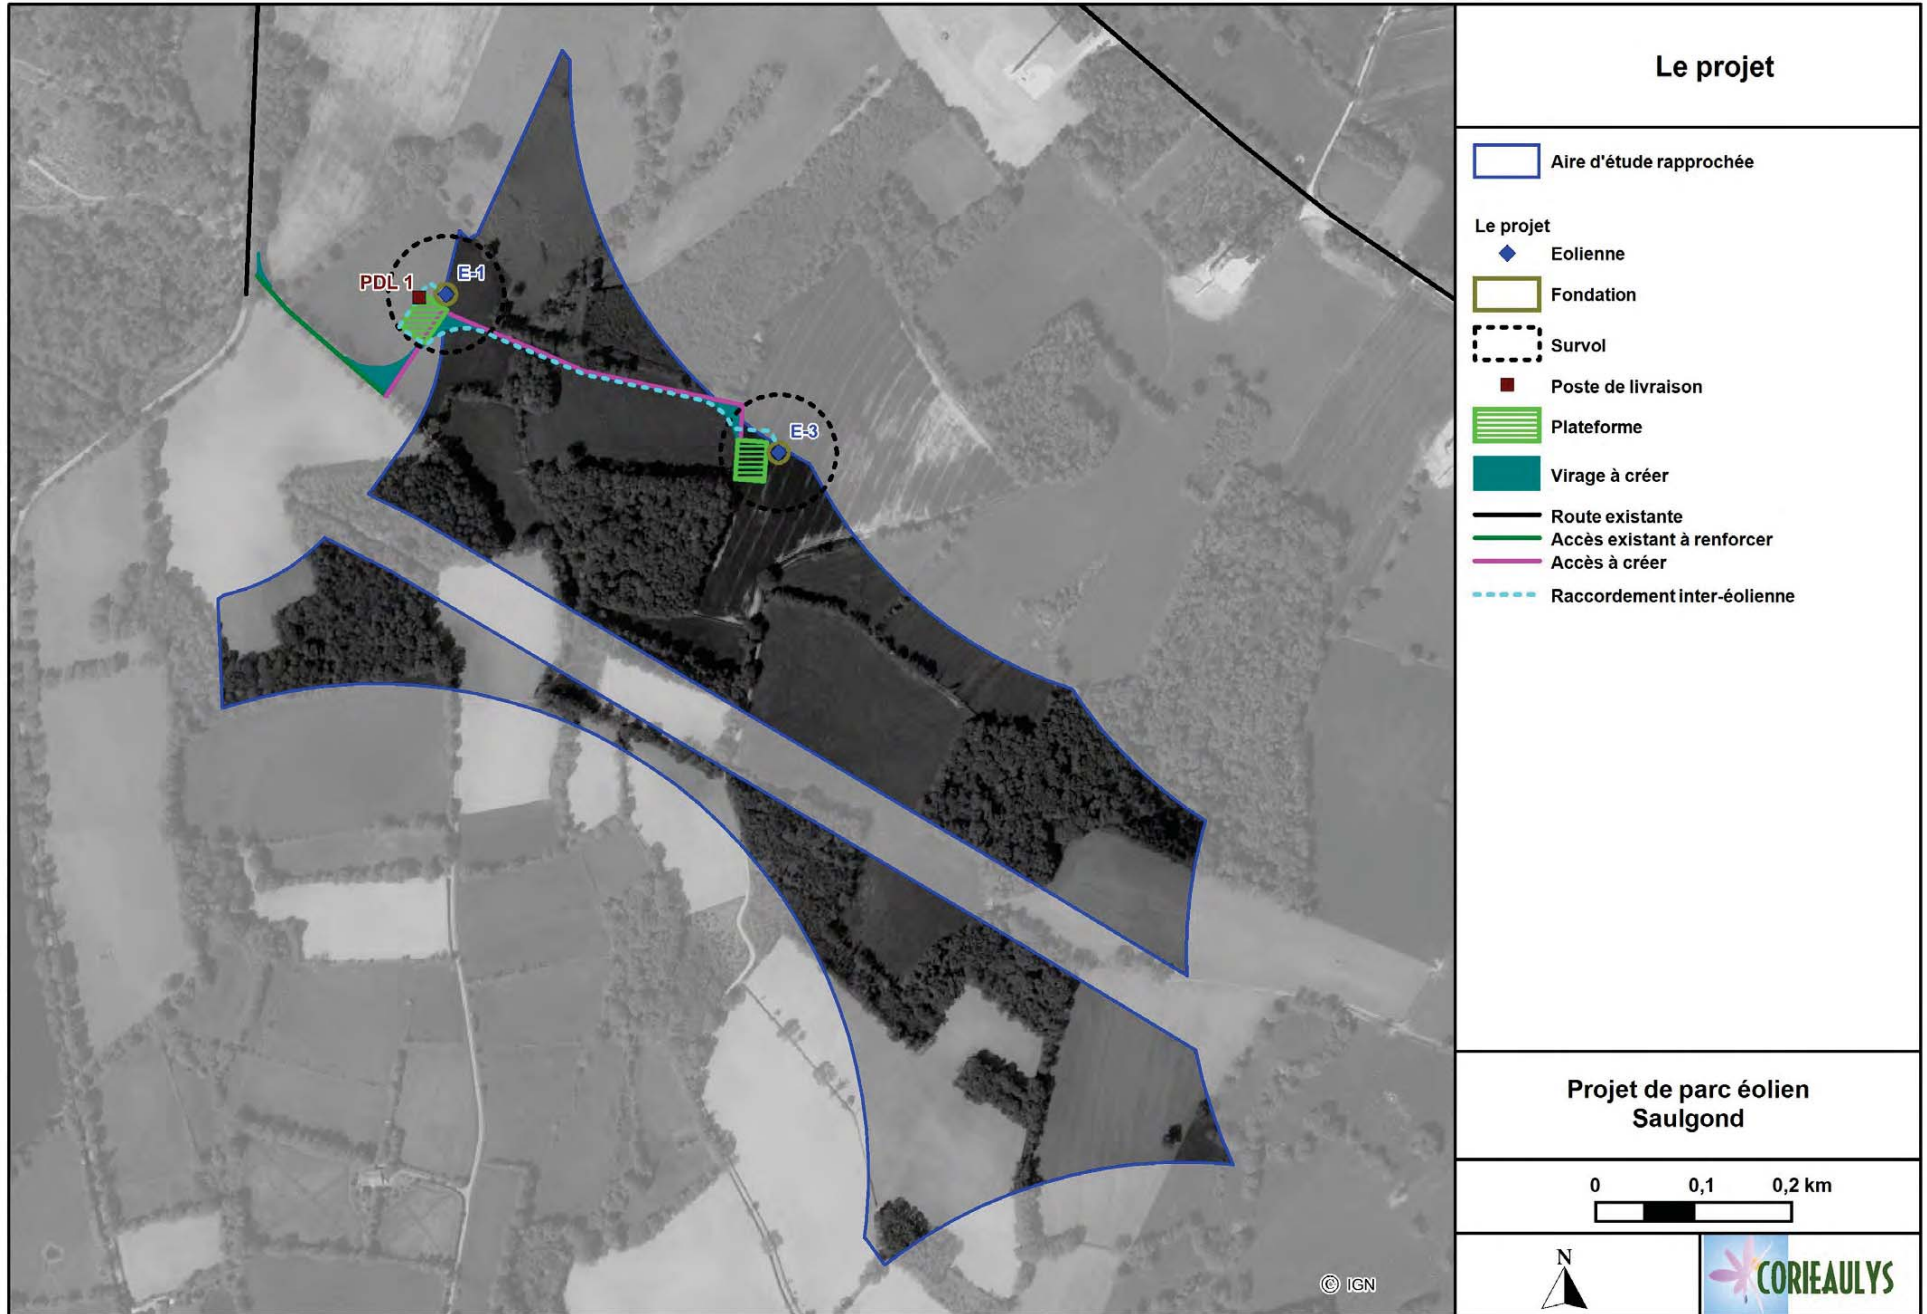 Le projet
Aire d'étude rapprochée
Le projet
Eolienne
Fondation
Survol
Poste de livraison
Plateforme
Virage à créer
Route existante
Accès existant à renforcer
Accès à créer
Raccordement inter-éolienne
PDL 1
E-1
E-3
Projet de parc éolien
Saulgond
0 0,1 0,2 km
© IGN
N
CORIEAULYS